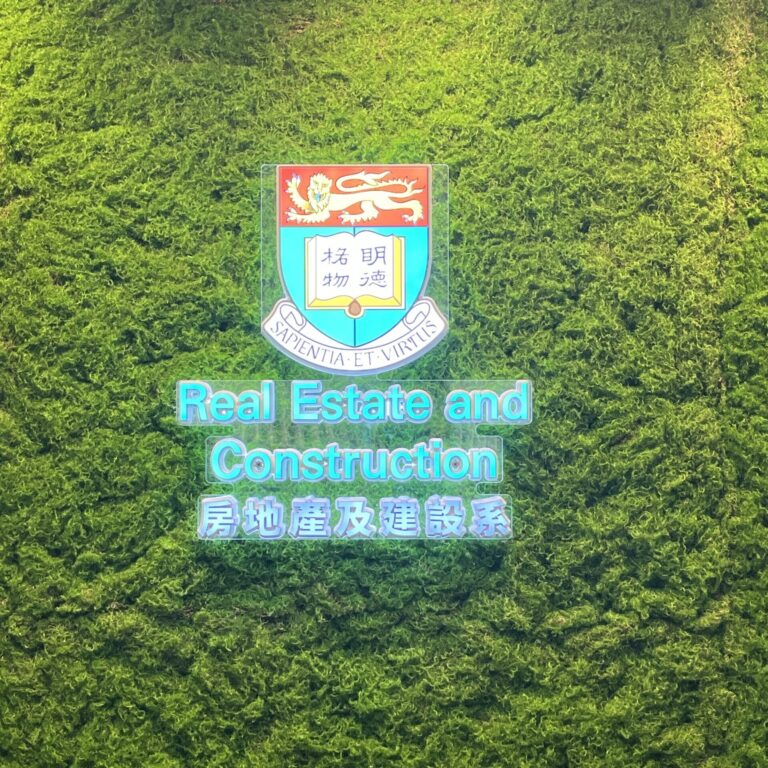 明德
格物
SAPIENTIA·ET·VIRTUS
Real Estate and
Construction
房地產及建設系